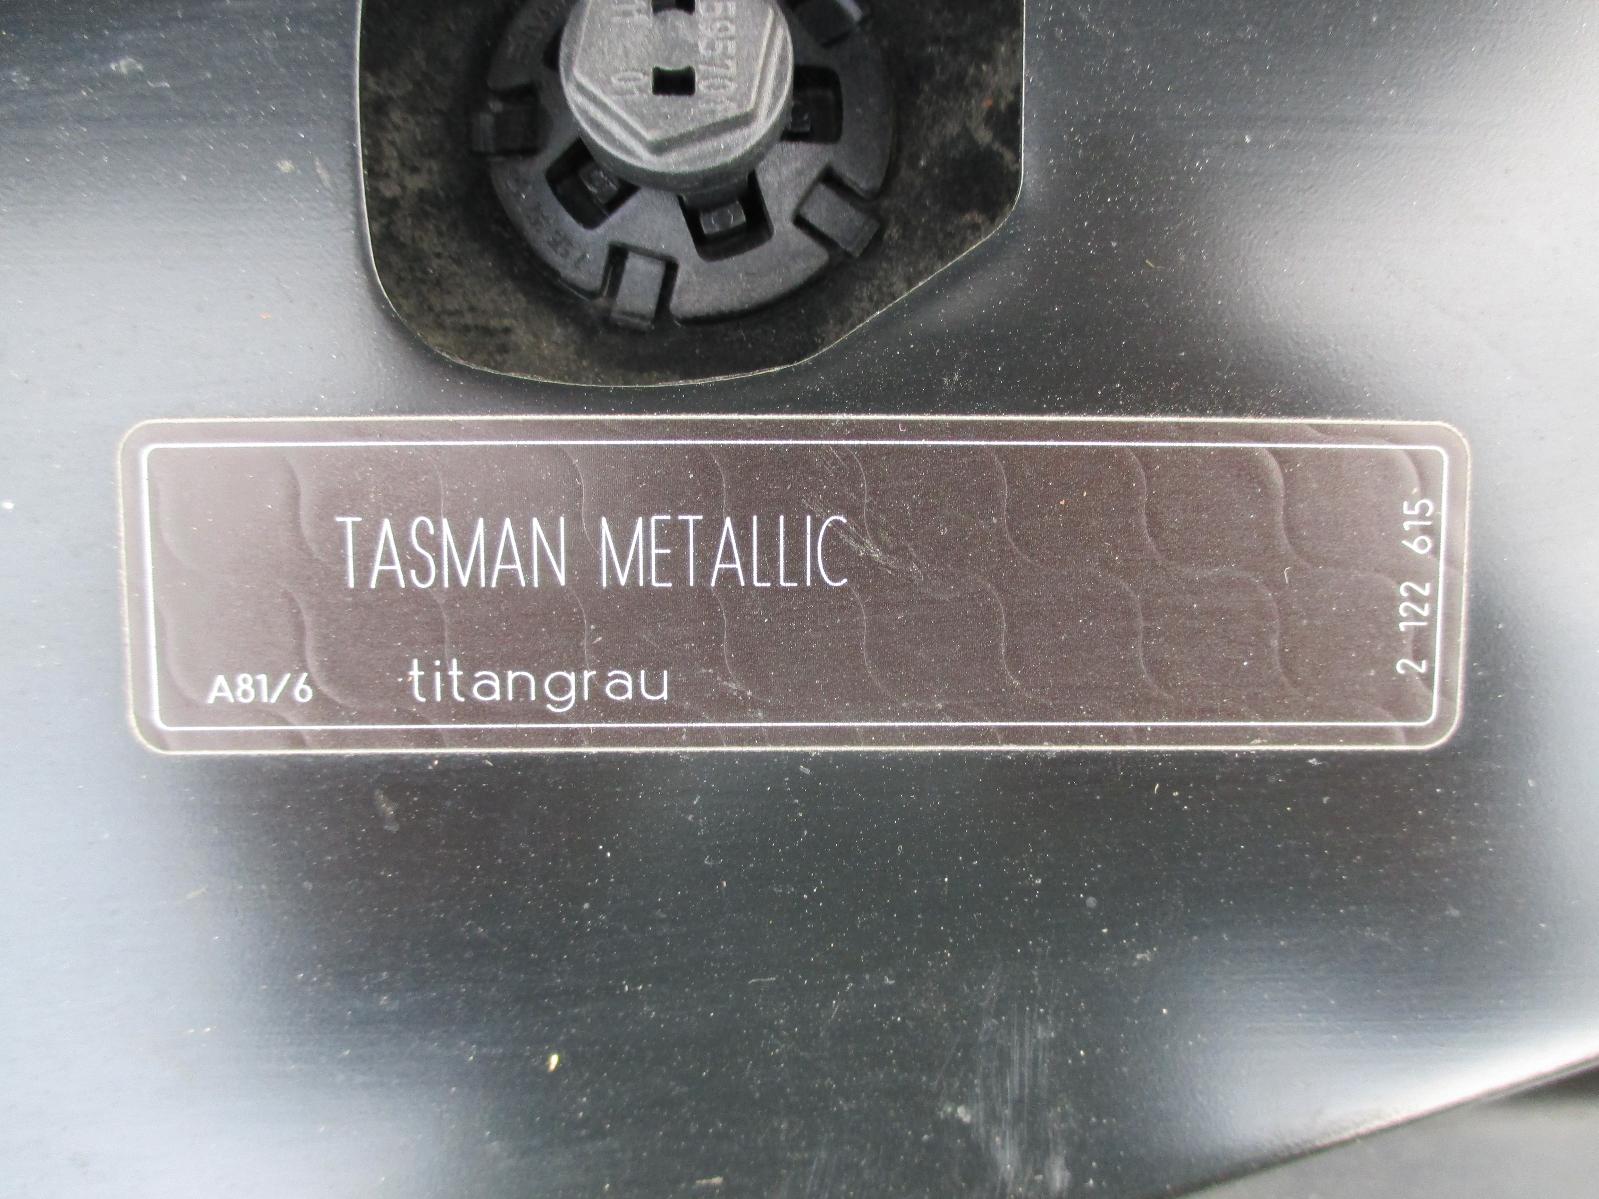 TASMAN METALLIC
A81/6 titangrau
2 122 615